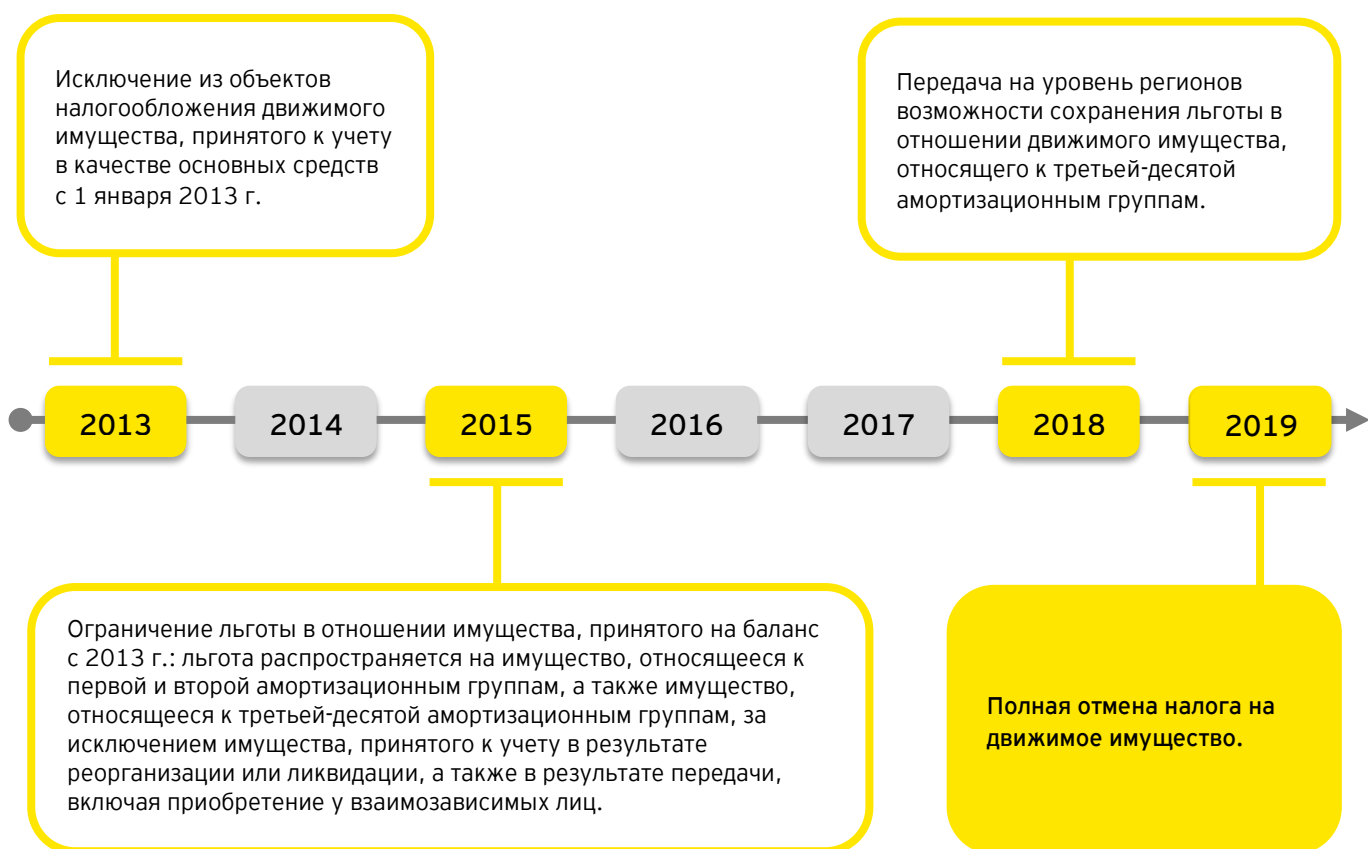 Исключение из объектов
налогообложения движимого
имущества, принятого к учету
в качестве основных средств
с 1 января 2013 г.
Передача на уровень регионов
возможности сохранения льготы в
отношении движимого имущества,
относящего к третьей-десятой
амортизационным группам.
2013
2014
2015
2016
2017
2018
2019
Ограничение льготы в отношении имущества, принятого на баланс
с 2013 г.: льгота распространяется на имущество, относящееся к
первой и второй амортизационным группам, а также имущество,
относящееся к третьей-десятой амортизационным группам, за
исключением имущества, принятого к учету в результате
реорганизации или ликвидации, а также в результате передачи,
включая приобретение у взаимозависимых лиц.
Полная отмена налога на
движимое имущество.